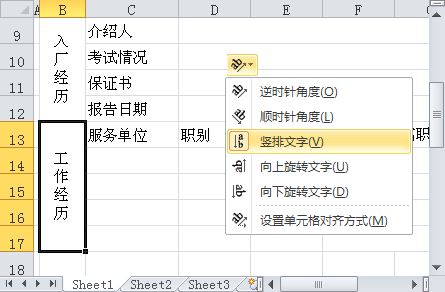 A B C D E F G
9 介绍人
入厂经历
10 考试情况
11 保证书
12 报告日期
13 服务单位 职别
工作经历
14
15
16
17
18
逆时针角度(O)
顺时针角度(L)
竖排文字(V)
向上旋转文字(U)
向下旋转文字(D)
设置单元格对齐方式(M)
Sheet1 Sheet2 Sheet3